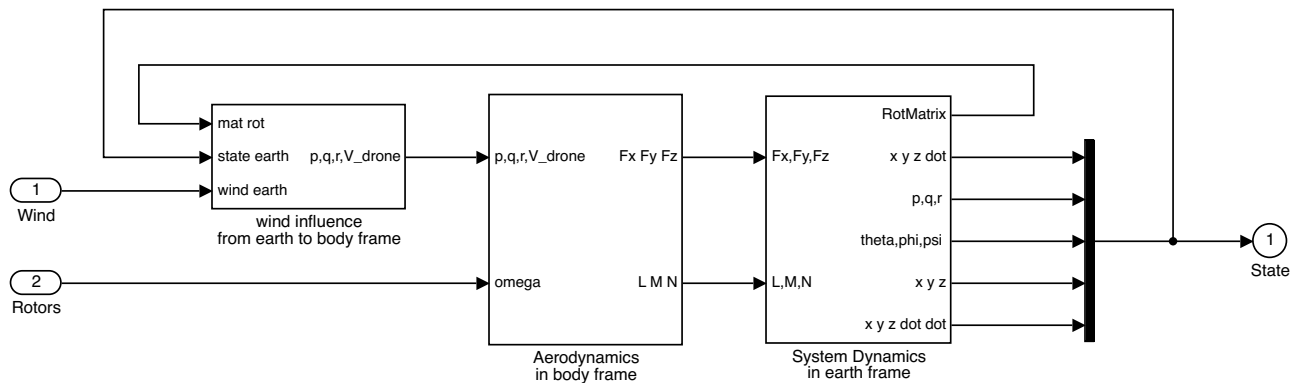 RotMatrix
mat rot
state earth
p,q,r,V_drone
wind earth
p,q,r,V_drone
Fx Fy Fz
Fx,Fy,Fz
x y z dot
p,q,r
theta,phi,psi
x y z
x y z dot dot
1
Wind
wind influence
from earth to body frame
1
State
2
Rotors
omega
L M N
L,M,N
Aerodynamics
in body frame
System Dynamics
in earth frame